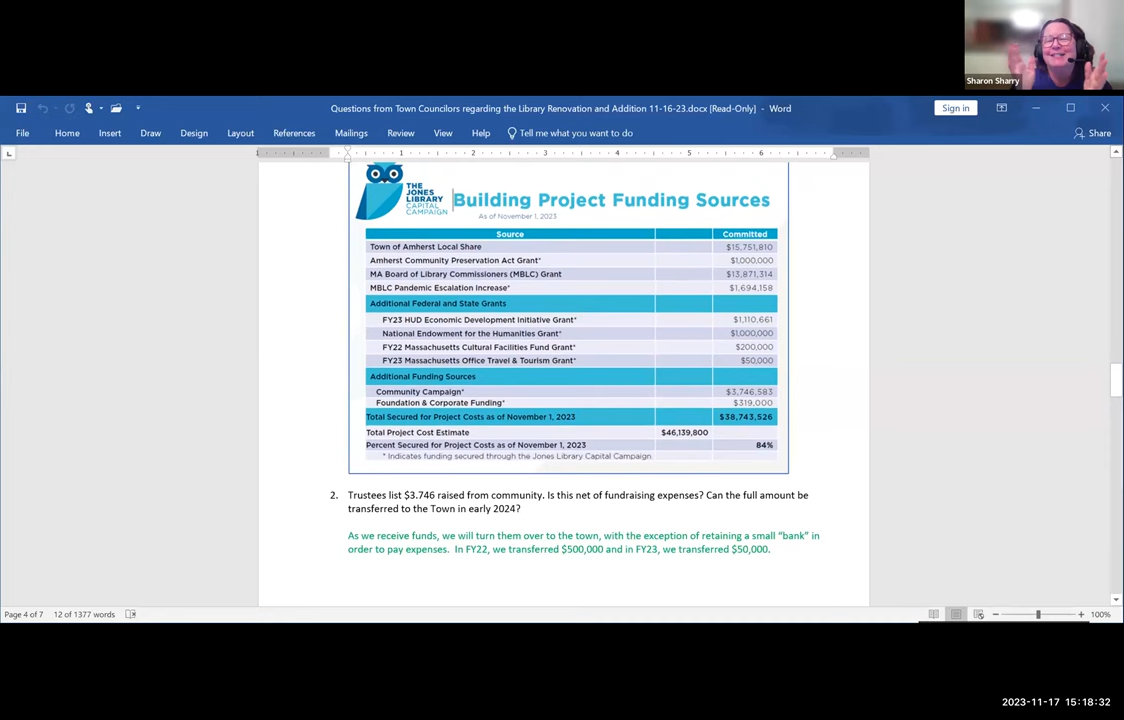 Sharon Sharry
Questions from Town Councilors regarding the Library Renovation and Addition 11-16-23.docx [Read-Only] - Word
Sign in
File Home Insert Draw Design Layout References Mailings Review View Help Tell me what you want to do Share
1 1 2 3 4 5 6
THE JONES LIBRARY CAPITAL CAMPAIGN
Building Project Funding Sources
As of November 1, 2023
Source Committed
Town of Amherst Local Share $15,751,810
Amherst Community Preservation Act Grant* $1,000,000
MA Board of Library Commissioners (MBLC) Grant $13,871,314
MBLC Pandemic Escalation Increase* $1,694,158
Additional Federal and State Grants
FY23 HUD Economic Development Initiative Grant* $1,110,661
National Endowment for the Humanities Grant* $1,000,000
FY22 Massachusetts Cultural Facilities Fund Grant* $200,000
FY23 Massachusetts Office Travel & Tourism Grant* $50,000
Additional Funding Sources
Community Campaign* $3,746,583
Foundation & Corporate Funding* $319,000
Total Secured for Project Costs as of November 1, 2023 $38,743,526
Total Project Cost Estimate $46,139,800
Percent Secured for Project Costs as of November 1, 2023 84%
* Indicates funding secured through the Jones Library Capital Campaign
2. Trustees list $3.746 raised from community. Is this net of fundraising expenses? Can the full amount be
transferred to the Town in early 2024?
As we receive funds, we will turn them over to the town, with the exception of retaining a small “bank” in
order to pay expenses. In FY22, we transferred $500,000 and in FY23, we transferred $50,000.
Page 4 of 7 12 of 1377 words 100%
2023-11-17 15:18:32